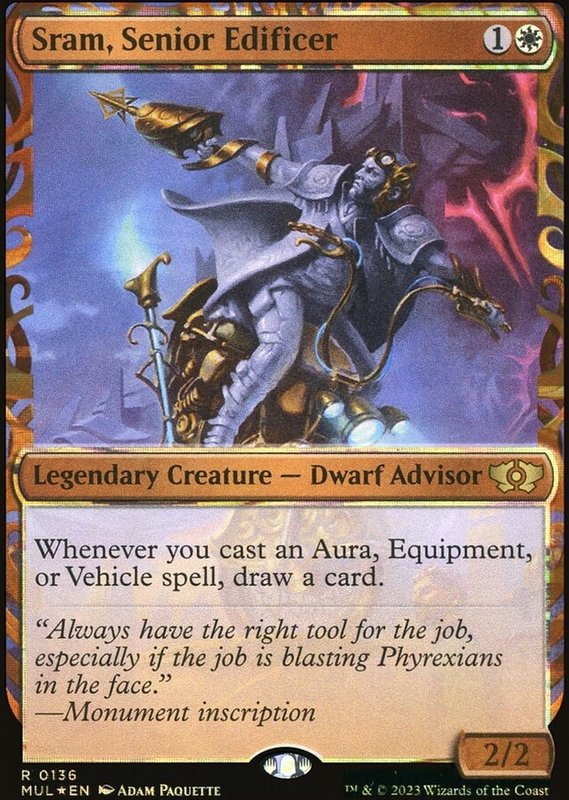 Sram, Senior Edificer 1
Legendary Creature — Dwarf Advisor
Whenever you cast an Aura, Equipment,
or Vehicle spell, draw a card.
“Always have the right tool for the job,
especially if the job is blasting Phyrexians
in the face.”
—Monument inscription
2/2
R 0136
MUL★EN Adam Paquette
™ & © 2023 Wizards of the Coast